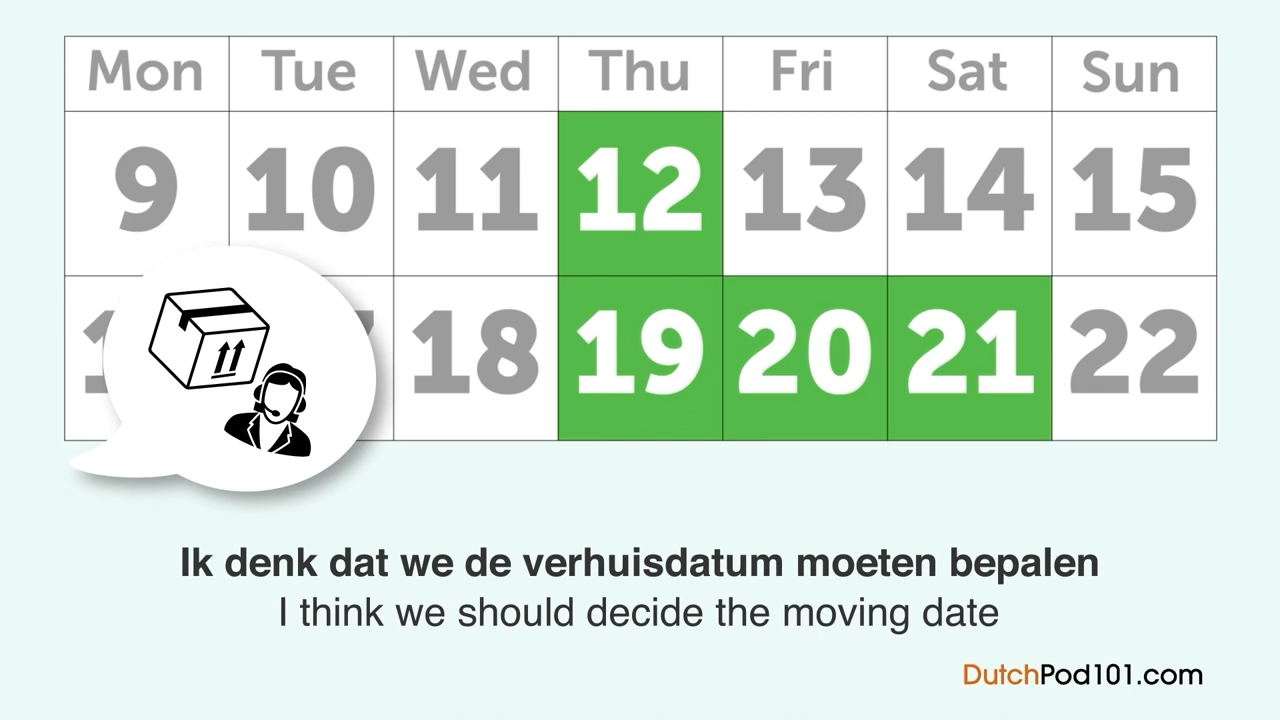 Mon Tue Wed Thu Fri Sat Sun
9 10 11 12 13 14 15
18 19 20 21 22
Ik denk dat we de verhuisdatum moeten bepalen
I think we should decide the moving date
DutchPod101.com